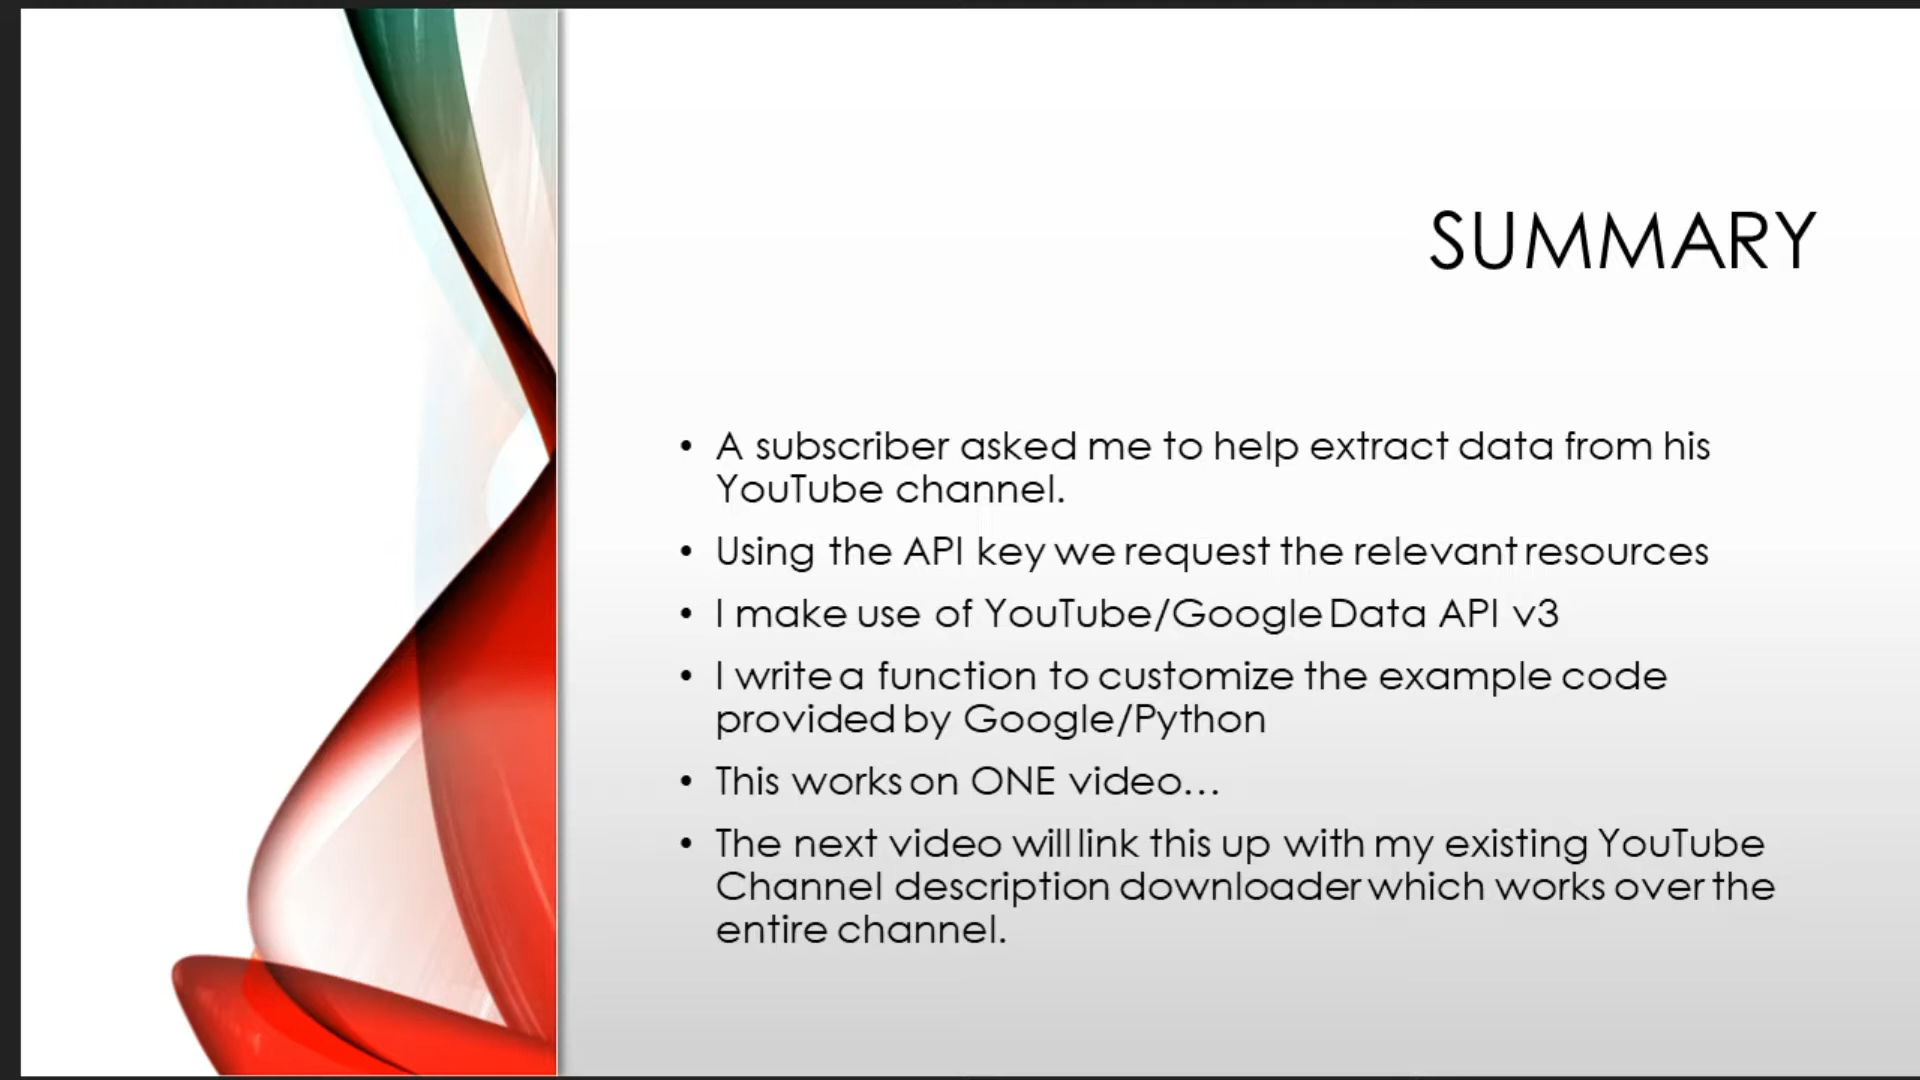 SUMMARY
• A subscriber asked me to help extract data from his
YouTube channel.
• Using the API key we request the relevant resources
• I make use of YouTube/Google Data API v3
• I write a function to customize the example code
provided by Google/Python
• This works on ONE video...
• The next video will link this up with my existing YouTube
Channel description downloader which works over the
entire channel.